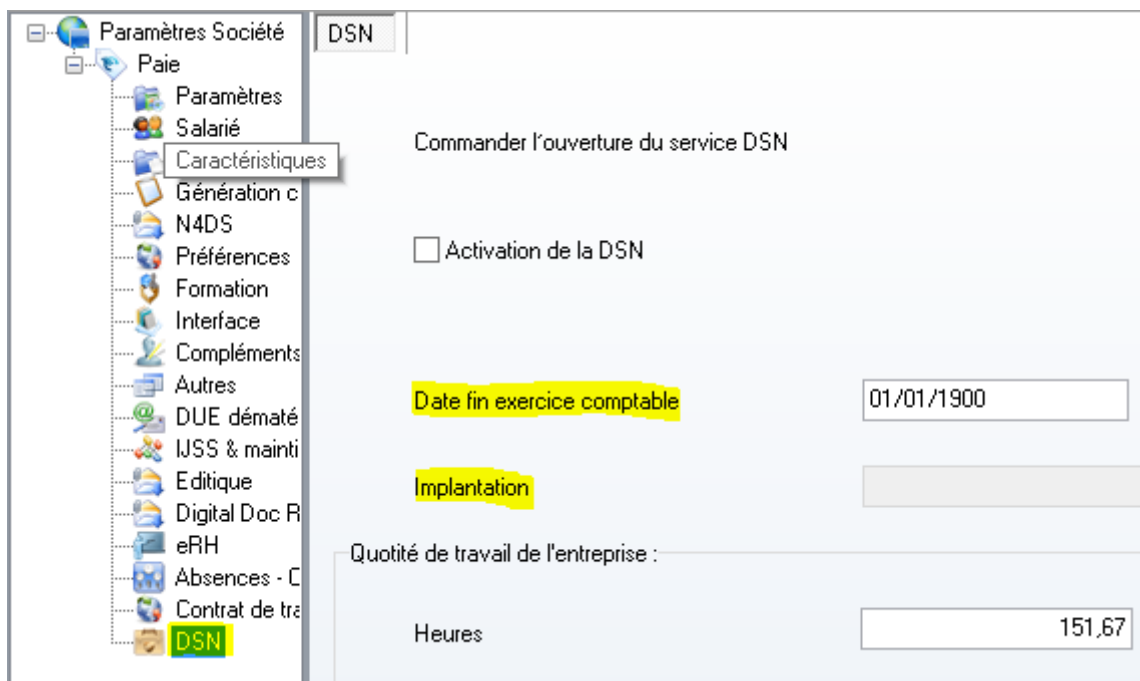 Paramètres Société
Paie
Paramètres
Salarié
Caractéristiques
Génération c
N4DS
Préférences
Formation
Interface
Compléments
Autres
DUE dématé
IJSS & mainti
Editique
Digital Doc R
eRH
Absences - C
Contrat de tra
DSN
DSN
Commander l'ouverture du service DSN
Activation de la DSN
Date fin exercice comptable
01/01/1900
Implantation
Quotité de travail de l'entreprise :
Heures
151,67